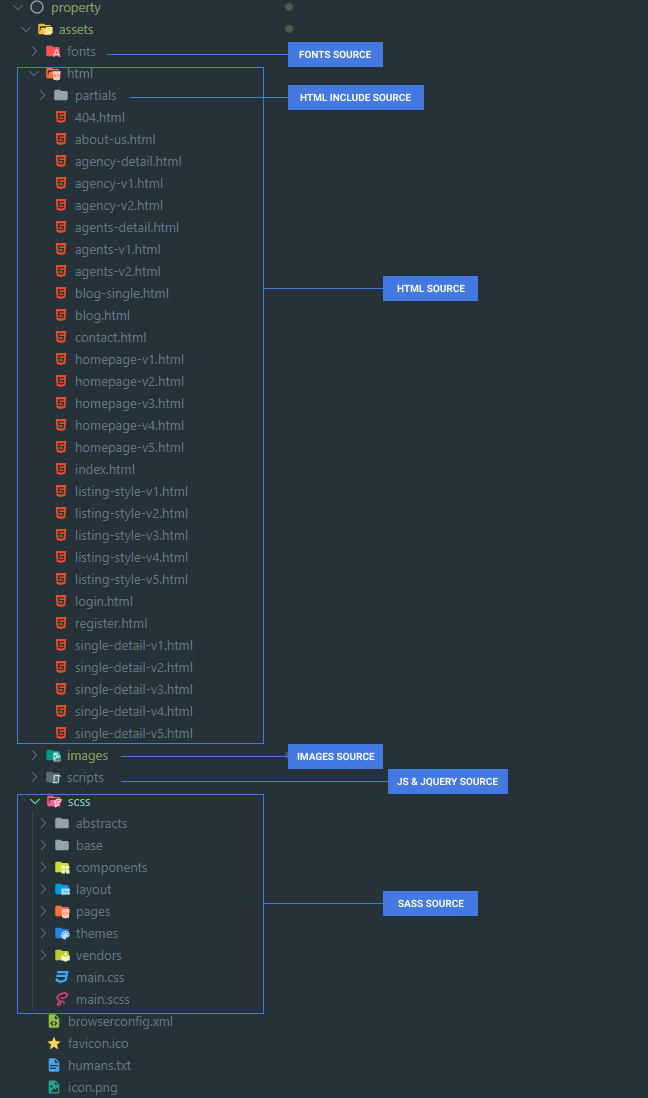 property
assets
fonts
FONTS SOURCE
html
partials
HTML INCLUDE SOURCE
404.html
about-us.html
agency-detail.html
agency-v1.html
agency-v2.html
agents-detail.html
agents-v1.html
agents-v2.html
blog-single.html
HTML SOURCE
blog.html
contact.html
homepage-v1.html
homepage-v2.html
homepage-v3.html
homepage-v4.html
homepage-v5.html
index.html
listing-style-v1.html
listing-style-v2.html
listing-style-v3.html
listing-style-v4.html
listing-style-v5.html
login.html
register.html
single-detail-v1.html
single-detail-v2.html
single-detail-v3.html
single-detail-v4.html
single-detail-v5.html
images
IMAGES SOURCE
scripts
JS & JQUERY SOURCE
scss
abstracts
base
components
layout
SASS SOURCE
pages
themes
vendors
main.css
main.scss
browserconfig.xml
favicon.ico
humans.txt
icon.png